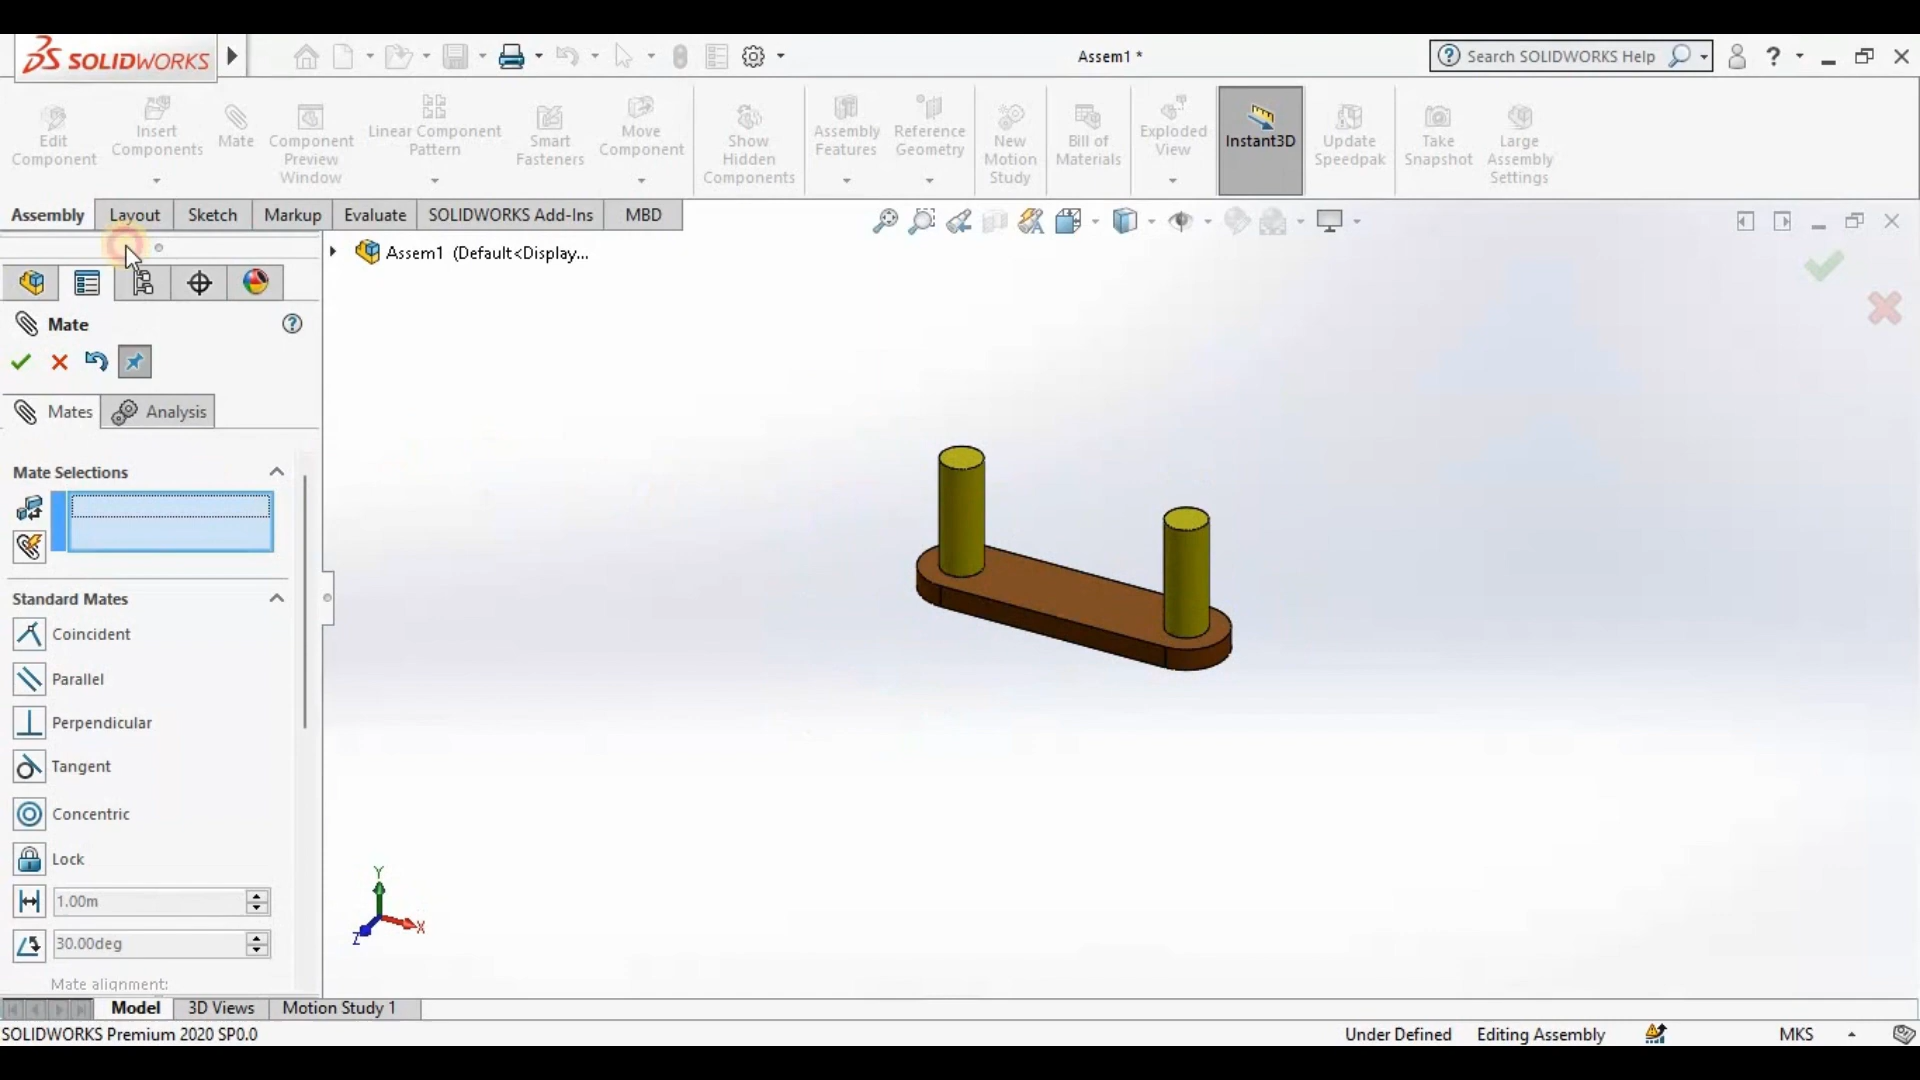 SOLIDWORKS
Assem1 *
Search SOLIDWORKS Help
Edit Component
Insert Components
Mate
Component Preview Window
Linear Component Pattern
Smart Fasteners
Move Component
Show Hidden Components
Assembly Features
Reference Geometry
New Motion Study
Bill of Materials
Exploded View
Instant3D
Update Speedpak
Take Snapshot
Large Assembly Settings
Assembly
Layout
Sketch
Markup
Evaluate
SOLIDWORKS Add-Ins
MBD
Assem1 (Default<Display...
Mate
Mates
Analysis
Mate Selections
Standard Mates
Coincident
Parallel
Perpendicular
Tangent
Concentric
Lock
1.00m
30.00deg
Mate alignment:
Y
X
Z
Model
3D Views
Motion Study 1
SOLIDWORKS Premium 2020 SP0.0
Under Defined
Editing Assembly
MKS